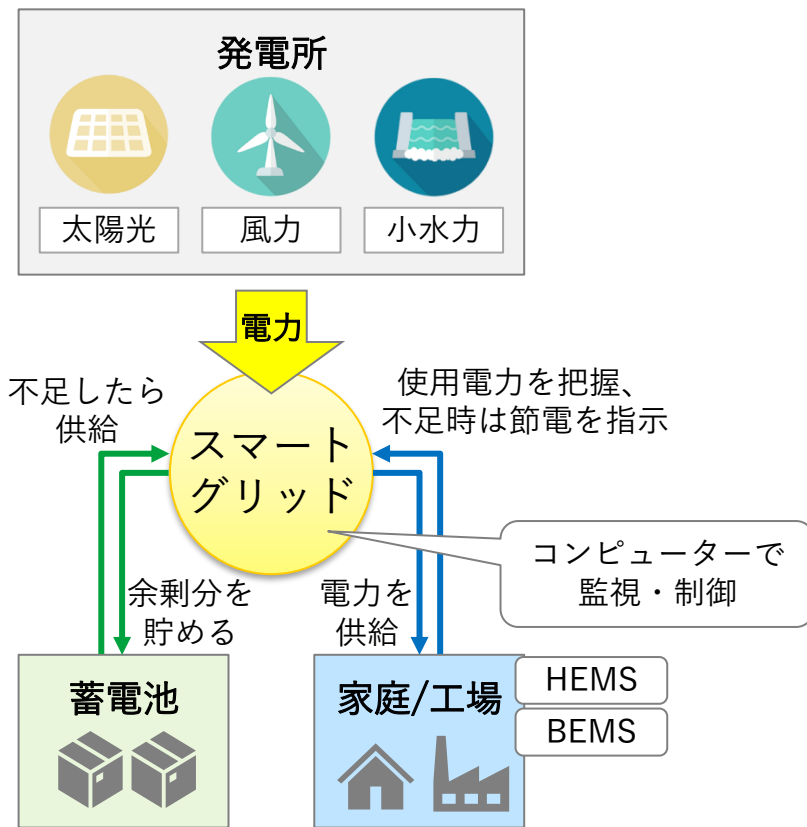 発電所
太陽光
風力
小水力
電力
不足したら
供給
使用電力を把握、
不足時は節電を指示
スマート
グリッド
コンピューターで
監視・制御
余剰分を
貯める
電力を
供給
蓄電池
家庭/工場
HEMS
BEMS